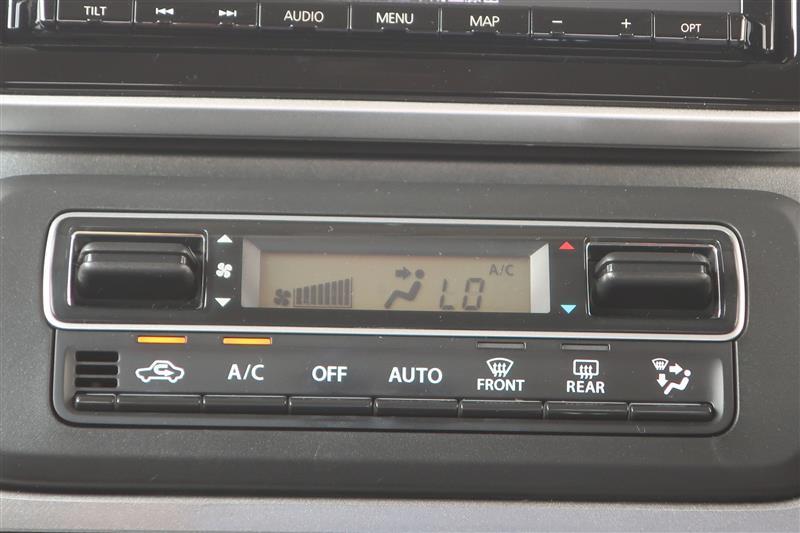 TILT AUDIO MENU MAP − + OPT
A/C
LO
A/C OFF AUTO FRONT REAR